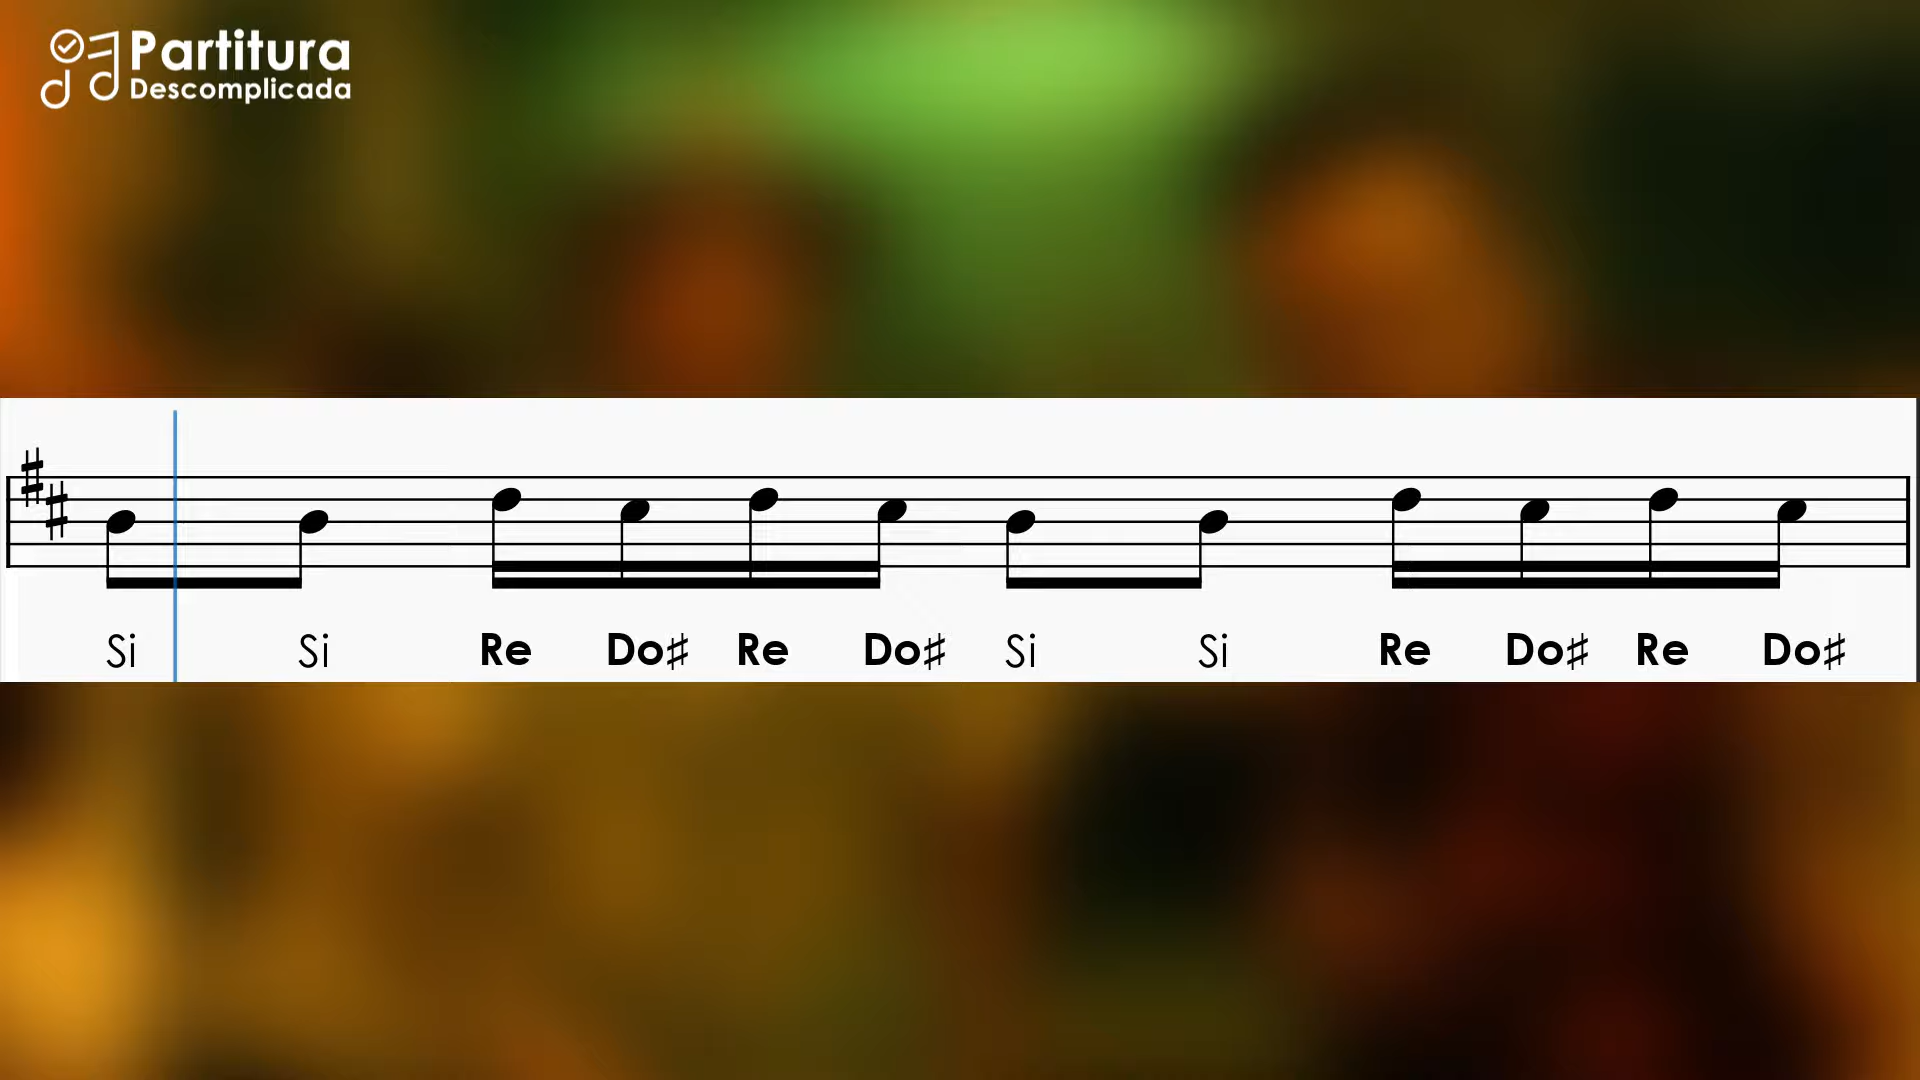 Partitura
Descomplicada
Si Si Re Do♯ Re Do♯ Si Si Re Do♯ Re Do♯